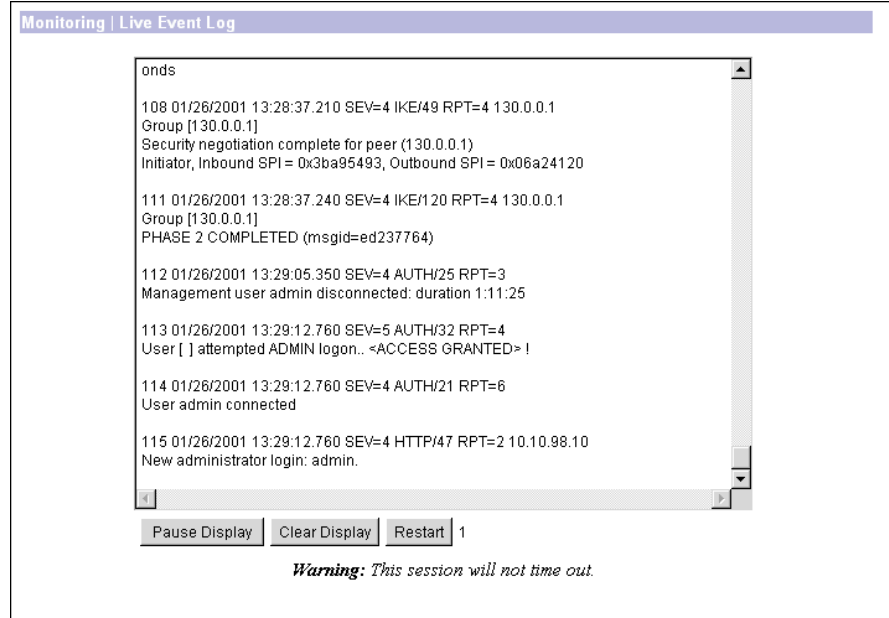 Monitoring | Live Event Log
onds
108 01/26/2001 13:28:37.210 SEV=4 IKE/49 RPT=4 130.0.0.1
Group [130.0.0.1]
Security negotiation complete for peer (130.0.0.1)
Initiator, Inbound SPI = 0x3ba95493, Outbound SPI = 0x06a24120
111 01/26/2001 13:28:37.240 SEV=4 IKE/120 RPT=4 130.0.0.1
Group [130.0.0.1]
PHASE 2 COMPLETED (msgid=ed237764)
112 01/26/2001 13:29:05.350 SEV=4 AUTH/25 RPT=3
Management user admin disconnected: duration 1:11:25
113 01/26/2001 13:29:12.760 SEV=5 AUTH/32 RPT=4
User [ ] attempted ADMIN logon.. <ACCESS GRANTED> !
114 01/26/2001 13:29:12.760 SEV=4 AUTH/21 RPT=6
User admin connected
115 01/26/2001 13:29:12.760 SEV=4 HTTP/47 RPT=2 10.10.98.10
New administrator login: admin.
Pause Display Clear Display Restart 1
Warning: This session will not time out.